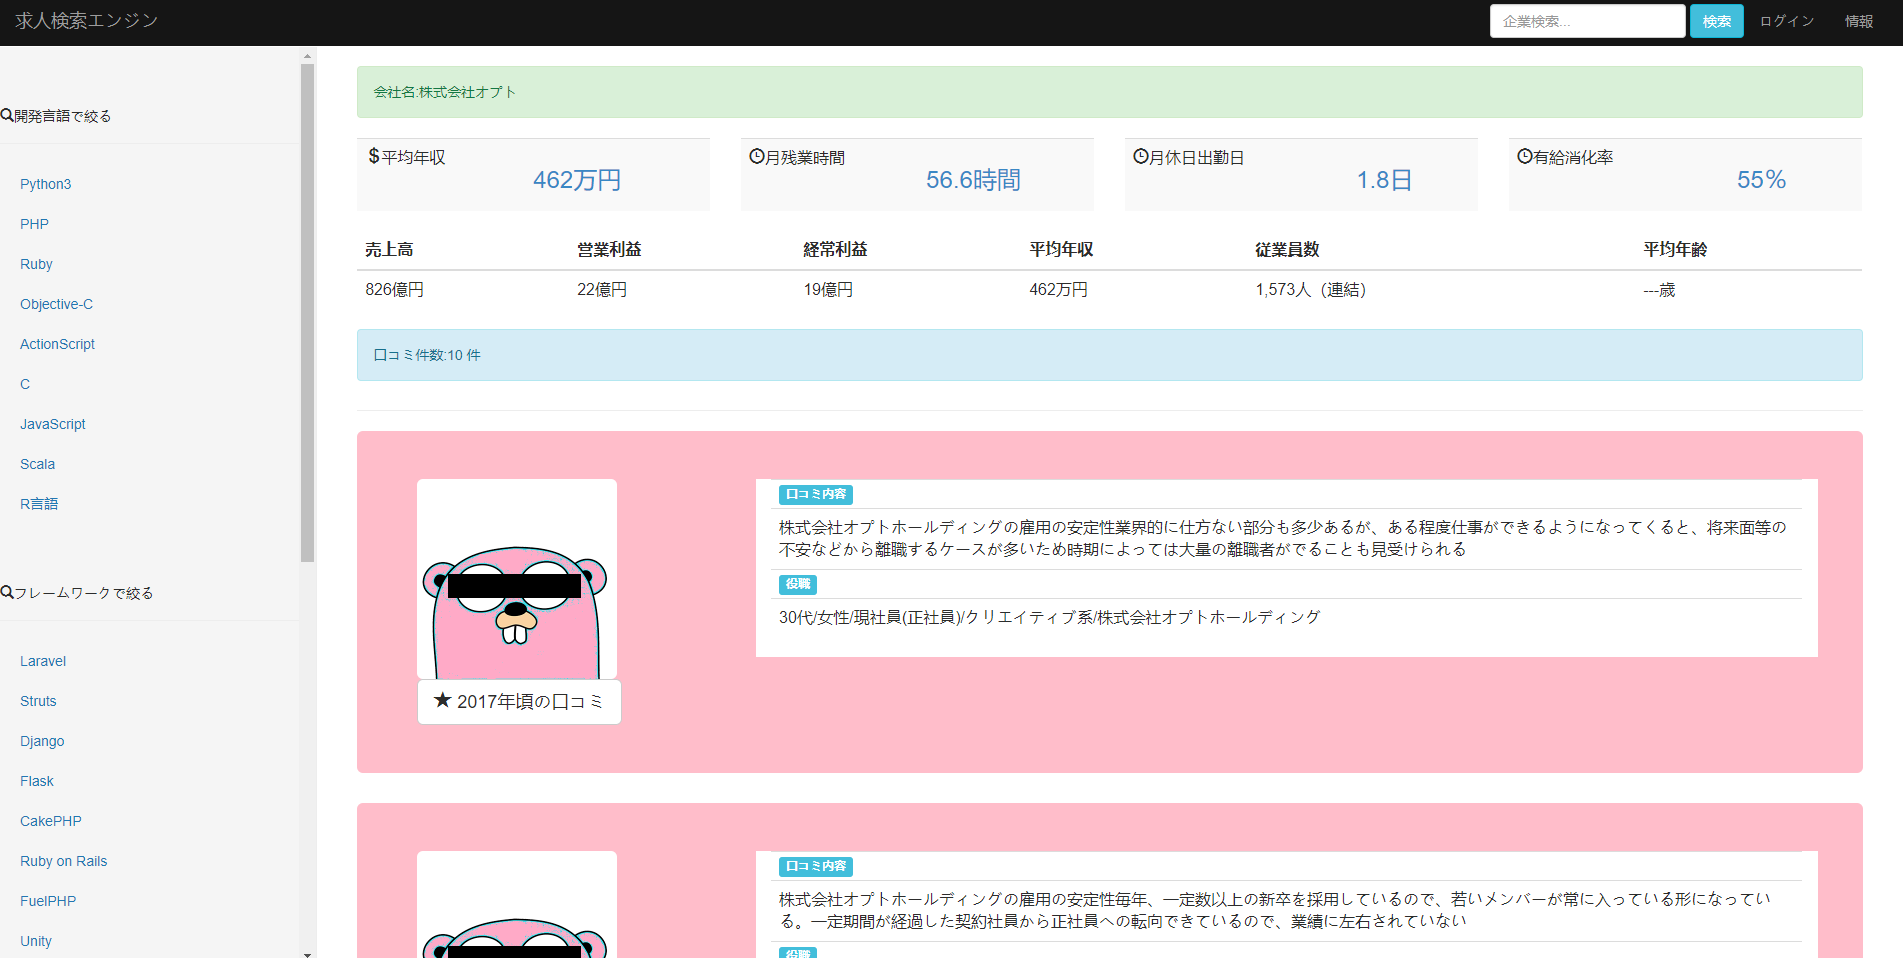 求人検索エンジン
企業検索...
検索
ログイン
情報
開発言語で絞る
Python3
PHP
Ruby
Objective-C
ActionScript
C
JavaScript
Scala
R言語
フレームワークで絞る
Laravel
Struts
Django
Flask
CakePHP
Ruby on Rails
FuelPHP
Unity
会社名:株式会社オプト
$平均年収
462万円
月残業時間
56.6時間
月休日出勤日
1.8日
有給消化率
55%
売上高 営業利益 経常利益 平均年収 従業員数 平均年齢
826億円 22億円 19億円 462万円 1,573人（連結） ---歳
口コミ件数:10 件
★ 2017年頃の口コミ
口コミ内容
株式会社オプトホールディングの雇用の安定性業界的に仕方ない部分も多少あるが、ある程度仕事ができるようになってくると、将来面等の
不安などから離職するケースが多いため時期によっては大量の離職者がでることも見受けられる
役職
30代/女性/現社員(正社員)/クリエイティブ系/株式会社オプトホールディング
口コミ内容
株式会社オプトホールディングの雇用の安定性毎年、一定数以上の新卒を採用しているので、若いメンバーが常に入っている形になってい
る。一定期間が経過した契約社員から正社員への転向できているので、業績に左右されていない
役職